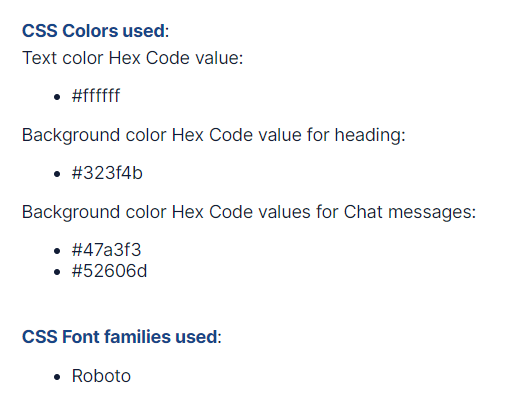 CSS Colors used:
Text color Hex Code value:
• #ffffff
Background color Hex Code value for heading:
• #323f4b
Background color Hex Code values for Chat messages:
• #47a3f3
• #52606d
CSS Font families used:
• Roboto